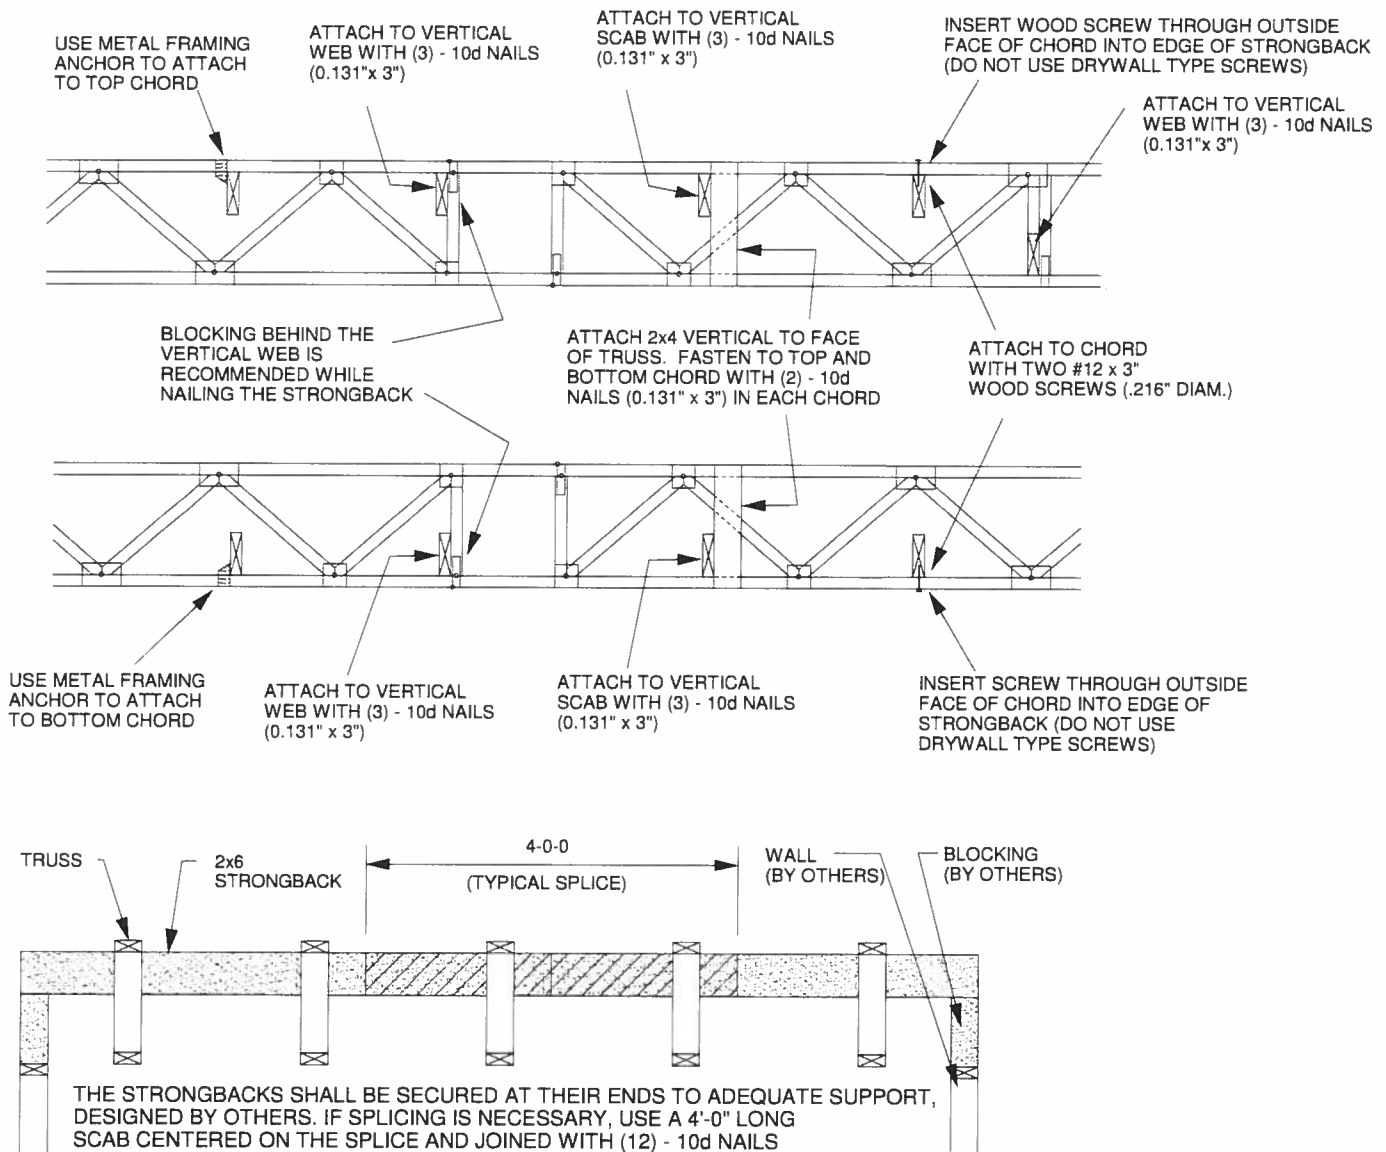 USE METAL FRAMING
ANCHOR TO ATTACH
TO TOP CHORD
ATTACH TO VERTICAL
WEB WITH (3) - 10d NAILS
(0.131"x 3")
ATTACH TO VERTICAL
SCAB WITH (3) - 10d NAILS
(0.131" x 3")
INSERT WOOD SCREW THROUGH OUTSIDE
FACE OF CHORD INTO EDGE OF STRONGBACK
(DO NOT USE DRYWALL TYPE SCREWS)
ATTACH TO VERTICAL
WEB WITH (3) - 10d NAILS
(0.131"x 3")
BLOCKING BEHIND THE
VERTICAL WEB IS
RECOMMENDED WHILE
NAILING THE STRONGBACK
ATTACH 2x4 VERTICAL TO FACE
OF TRUSS. FASTEN TO TOP AND
BOTTOM CHORD WITH (2) - 10d
NAILS (0.131" x 3") IN EACH CHORD
ATTACH TO CHORD
WITH TWO #12 x 3"
WOOD SCREWS (.216" DIAM.)
USE METAL FRAMING
ANCHOR TO ATTACH
TO BOTTOM CHORD
ATTACH TO VERTICAL
WEB WITH (3) - 10d NAILS
(0.131" x 3")
ATTACH TO VERTICAL
SCAB WITH (3) - 10d NAILS
(0.131" x 3")
INSERT SCREW THROUGH OUTSIDE
FACE OF CHORD INTO EDGE OF
STRONGBACK (DO NOT USE
DRYWALL TYPE SCREWS)
TRUSS
2x6
STRONGBACK
4-0-0
(TYPICAL SPLICE)
WALL
(BY OTHERS)
BLOCKING
(BY OTHERS)
THE STRONGBACKS SHALL BE SECURED AT THEIR ENDS TO ADEQUATE SUPPORT,
DESIGNED BY OTHERS. IF SPLICING IS NECESSARY, USE A 4'-0" LONG
SCAB CENTERED ON THE SPLICE AND JOINED WITH (12) - 10d NAILS